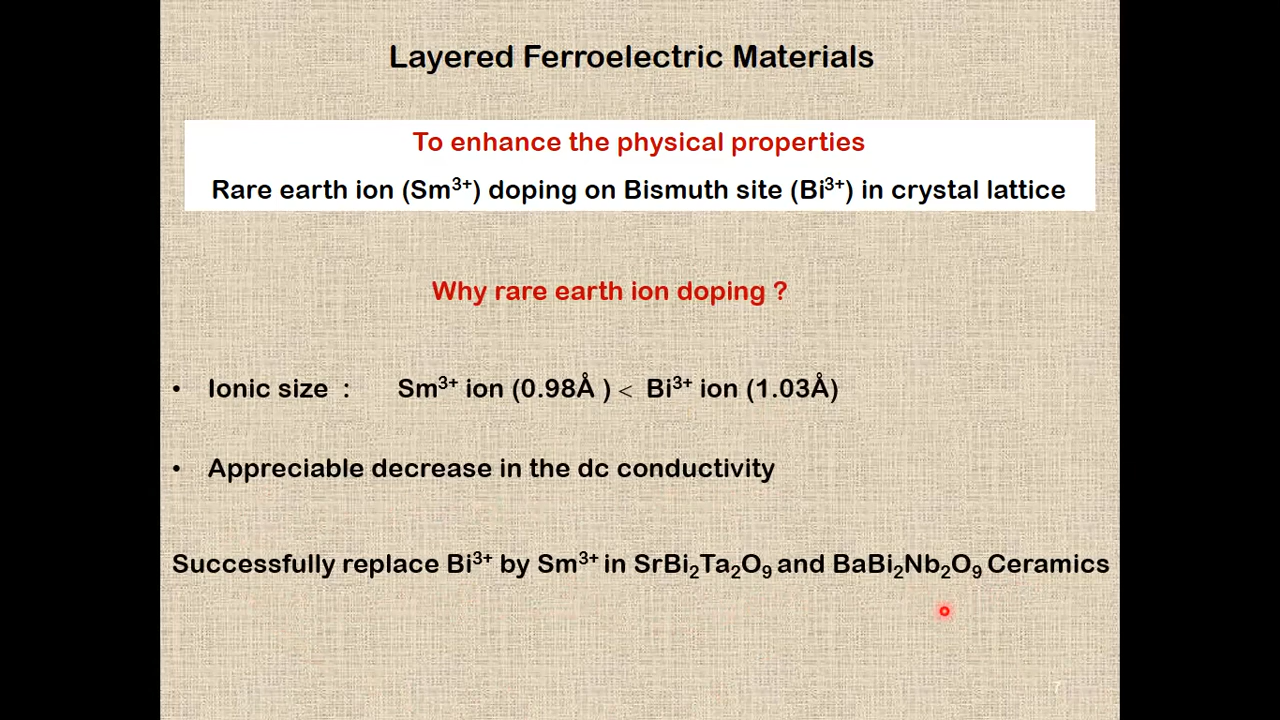 Layered Ferroelectric Materials
To enhance the physical properties
Rare earth ion (Sm³⁺) doping on Bismuth site (Bi³⁺) in crystal lattice
Why rare earth ion doping ?
• Ionic size : Sm³⁺ ion (0.98Å ) < Bi³⁺ ion (1.03Å)
• Appreciable decrease in the dc conductivity
Successfully replace Bi³⁺ by Sm³⁺ in SrBi₂Ta₂O₉ and BaBi₂Nb₂O₉ Ceramics
7